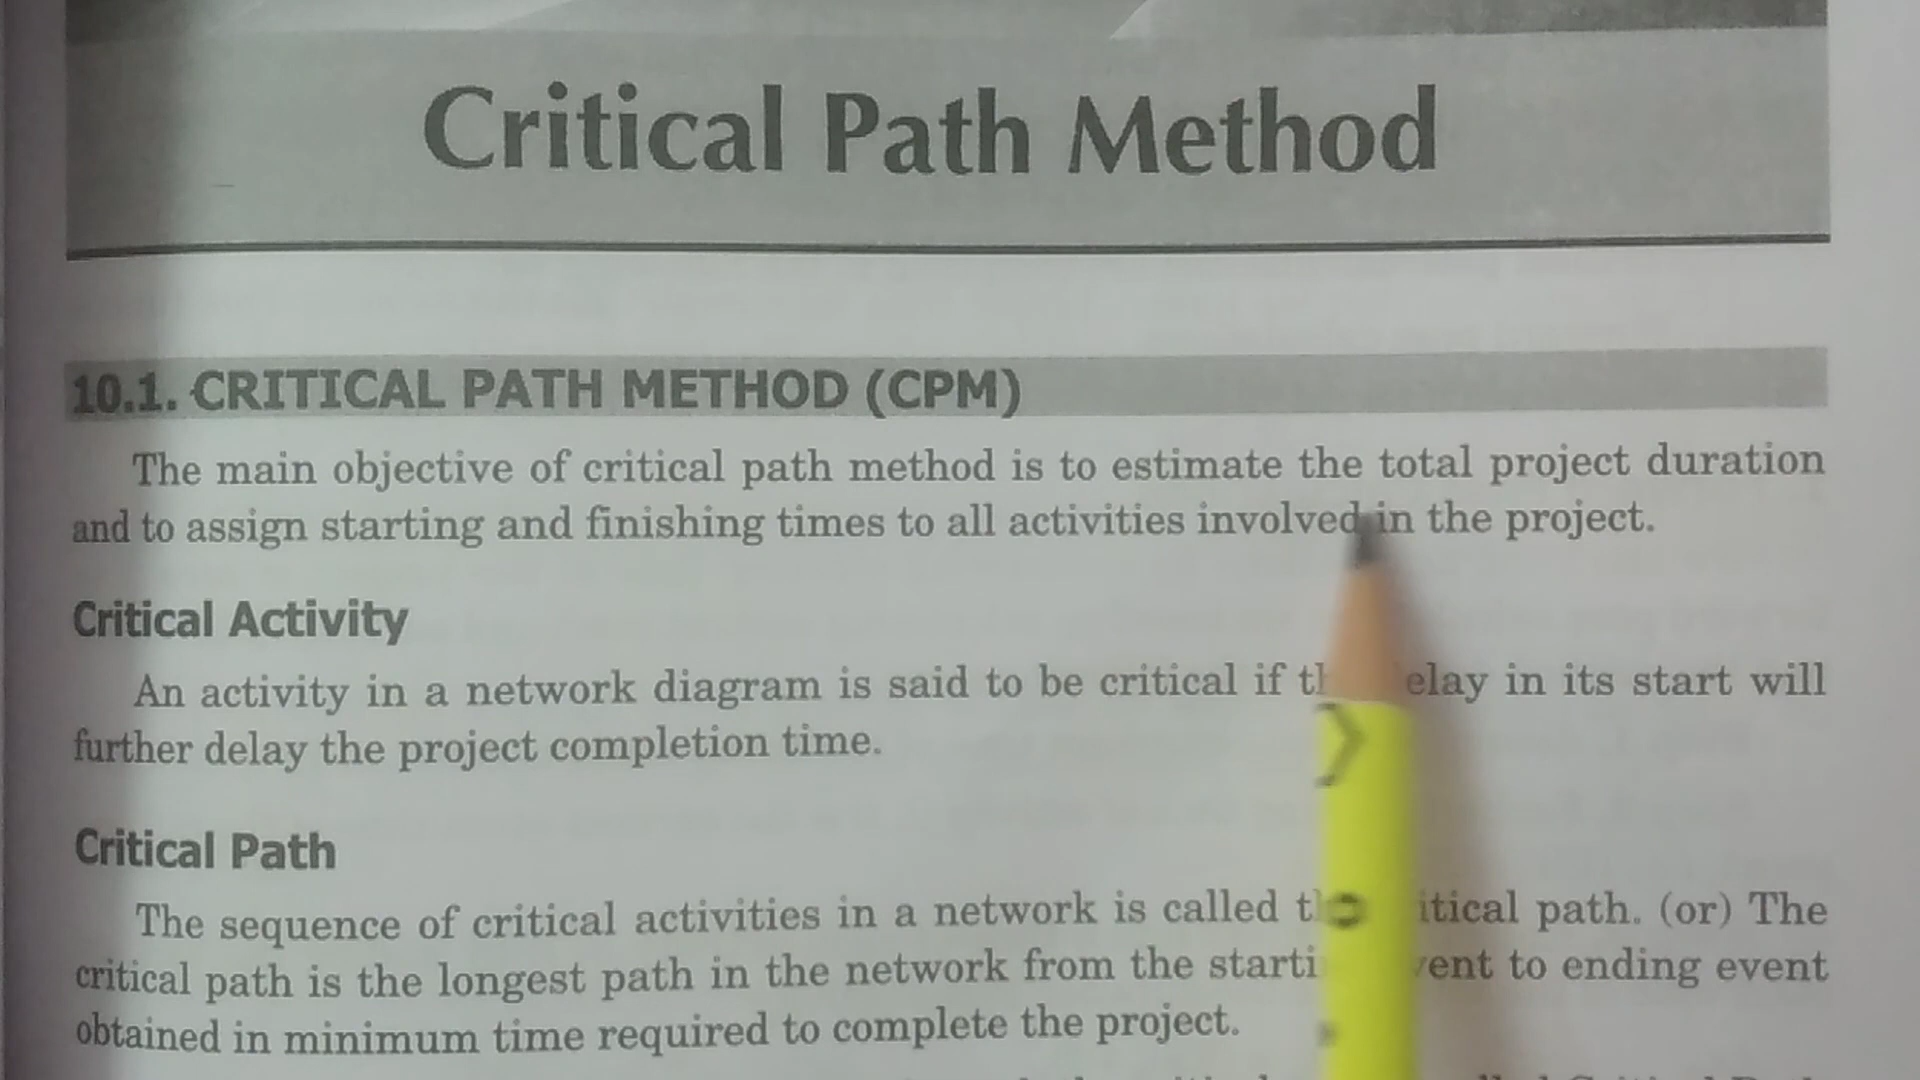 Critical Path Method
10.1. CRITICAL PATH METHOD (CPM)
The main objective of critical path method is to estimate the total project duration
and to assign starting and finishing times to all activities involved in the project.
Critical Activity
An activity in a network diagram is said to be critical if in its start will
further delay the project completion time.
Critical Path
The sequence of critical activities in a network is called path. (or) The
critical path is the longest path in the network from the to ending event
obtained in minimum time required to complete the project.